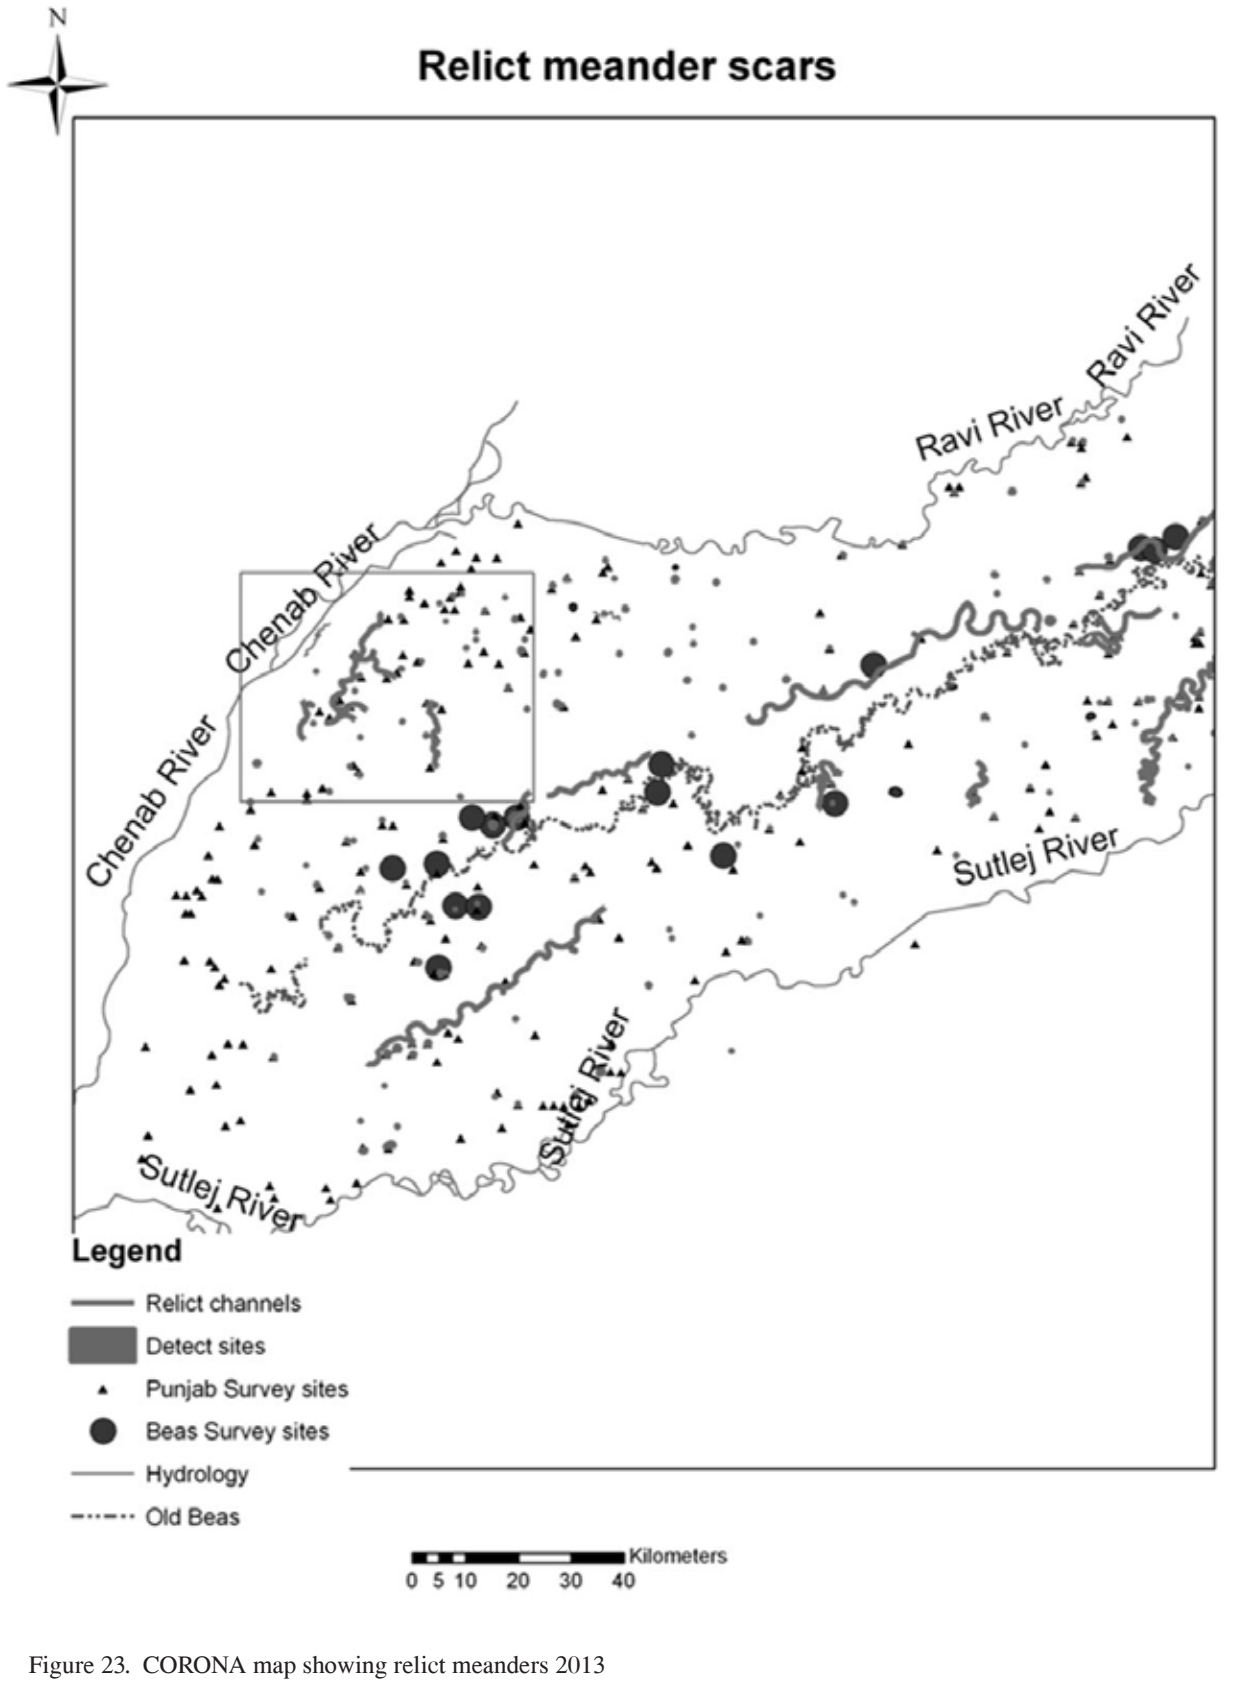 N
Relict meander scars
Ravi River
Ravi River
Chenab River
Chenab River
Sutlej River
Sutlej River
Sutlej River
Legend
Relict channels
Detect sites
Punjab Survey sites
Beas Survey sites
Hydrology
Old Beas
Kilometers
0 5 10 20 30 40
Figure 23. CORONA map showing relict meanders 2013